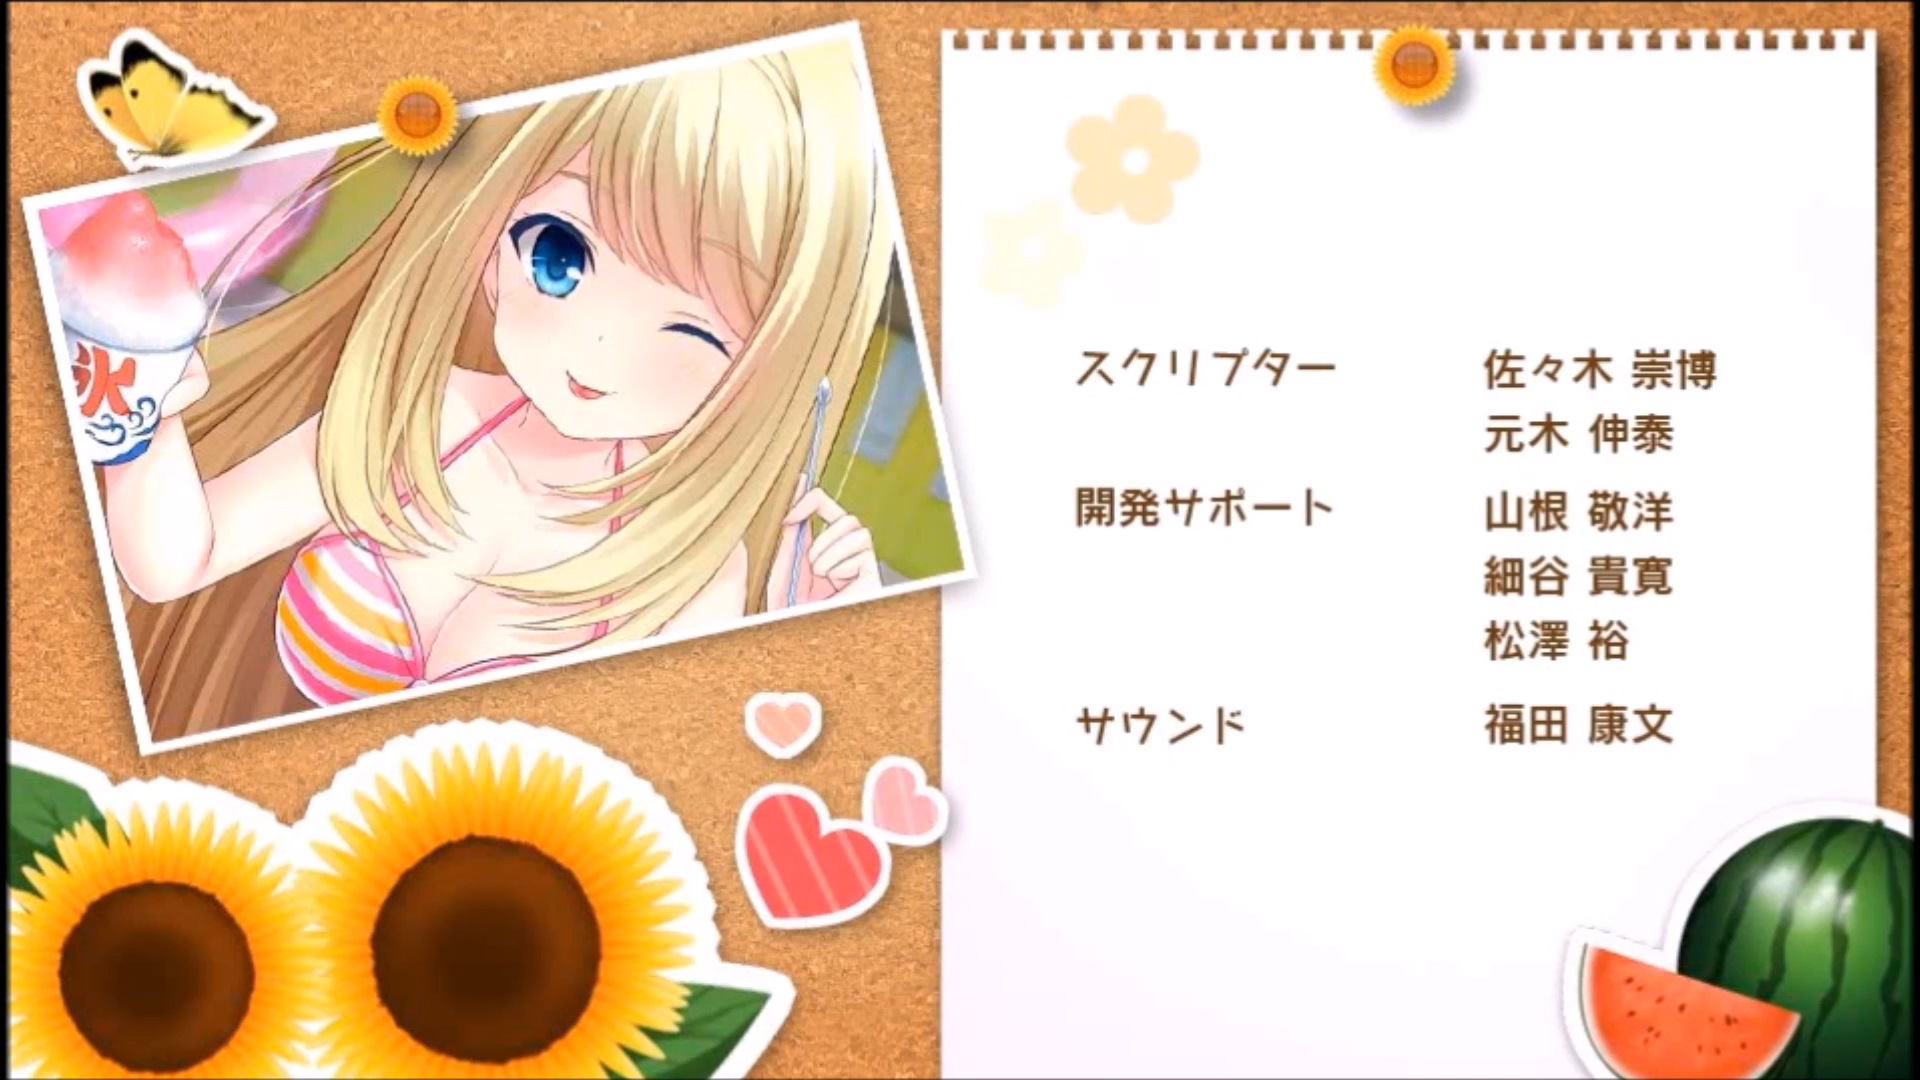 氷
スクリプター 佐々木 崇博
元木 伸泰
開発サポート 山根 敬洋
細谷 貴寛
松澤 裕
サウンド 福田 康文